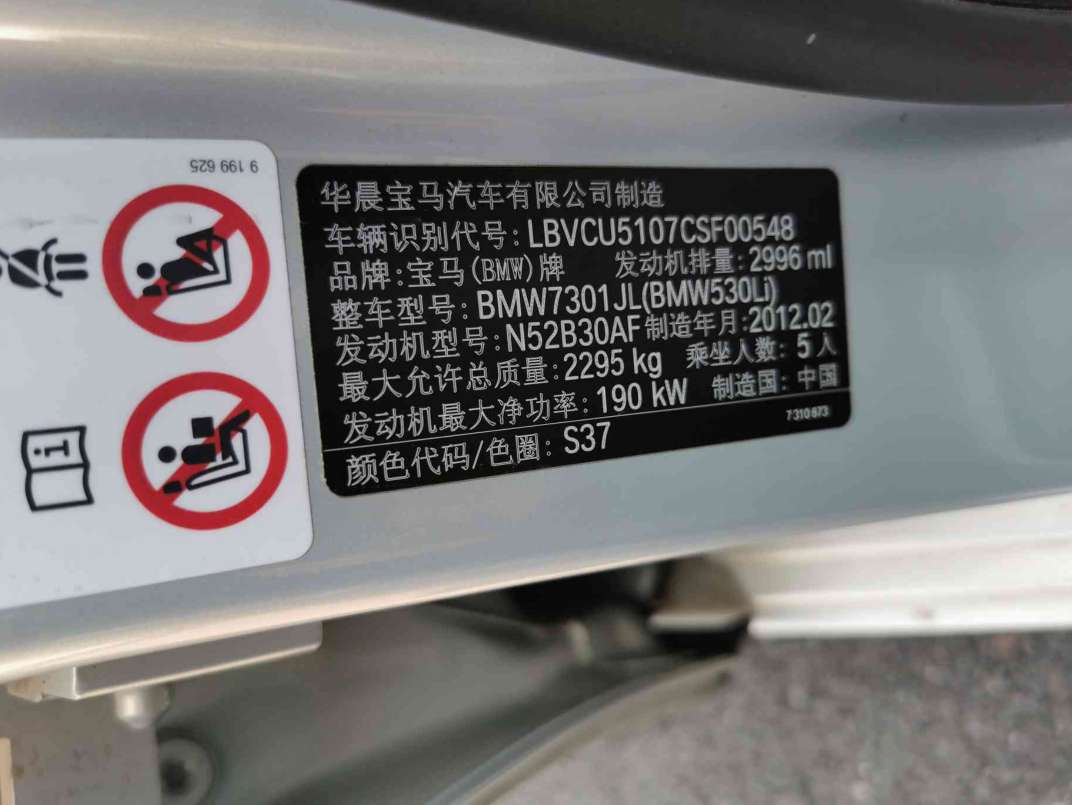 9 199 625
华晨宝马汽车有限公司制造
车辆识别代号: LBVCU5107CSF00548
品牌: 宝马(BMW)牌 发动机排量: 2996 ml
整车型号: BMW7301JL(BMW530Li)
发动机型号: N52B30AF 制造年月: 2012.02
最大允许总质量: 2295 kg 乘坐人数: 5 人
发动机最大净功率: 190 kW 制造国: 中国
7 310 673
颜色代码/色圈: S37